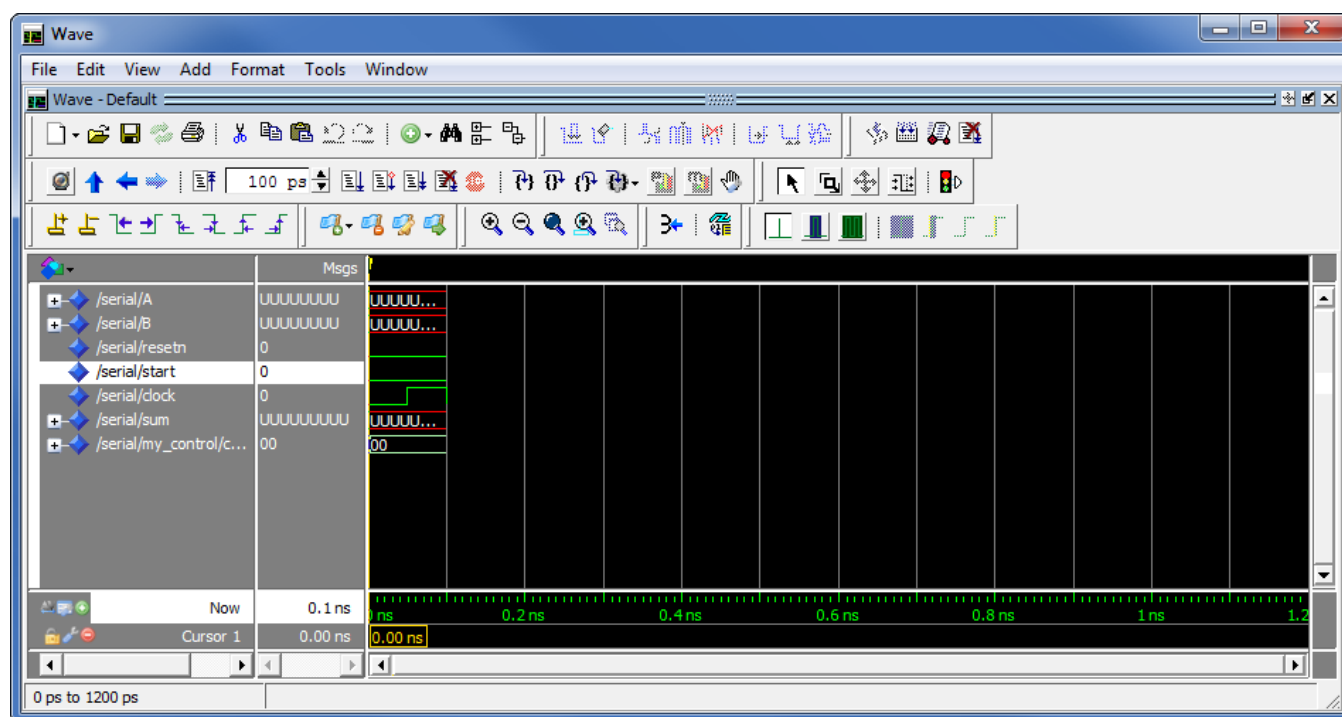 Wave
File Edit View Add Format Tools Window
Wave - Default
100 ps
Msgs
/serial/A UUUUUUUU UUUUU...
/serial/B UUUUUUUU UUUUU...
/serial/resetn 0
/serial/start 0
/serial/clock 0
/serial/sum UUUUUUUUU UUUUU...
/serial/my_control/c... 00 00
Now 0.1 ns ns 0.2 ns 0.4 ns 0.6 ns 0.8 ns 1 ns 1.2
Cursor 1 0.00 ns 0.00 ns
0 ps to 1200 ps